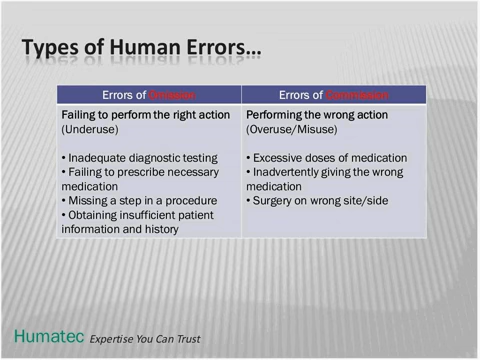 Types of Human Errors...
Errors of Omission
Errors of Commission
Failing to perform the right action
(Underuse)
• Inadequate diagnostic testing
• Failing to prescribe necessary
medication
• Missing a step in a procedure
• Obtaining insufficient patient
information and history
Performing the wrong action
(Overuse/Misuse)
• Excessive doses of medication
• Inadvertently giving the wrong
medication
• Surgery on wrong site/side
Humatec Expertise You Can Trust